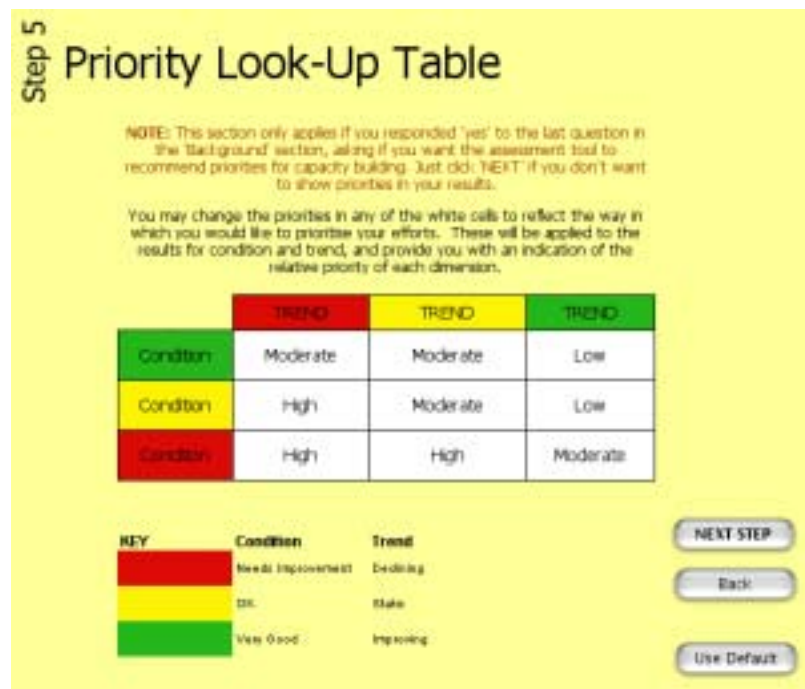 Step 5
Priority Look-Up Table
NOTE: This section only applies if you responded 'yes' to the last question in
the 'Background' section, asking if you want the assessment tool to
recommend priorities for capacity building. Just click 'NEXT' if you don't want
to show priorities in your results.
You may change the priorities in any of the white cells to reflect the way in
which you would like to prioritise your efforts. These will be applied to the
results for condition and trend, and provide you with an indication of the
relative priority of each dimension.
TREND TREND TREND
Condition Moderate Moderate Low
Condition High Moderate Low
Condition High High Moderate
KEY Condition Trend
Needs Improvement Declining
OK
Very Good Improving
NEXT STEP
Back
Use Default